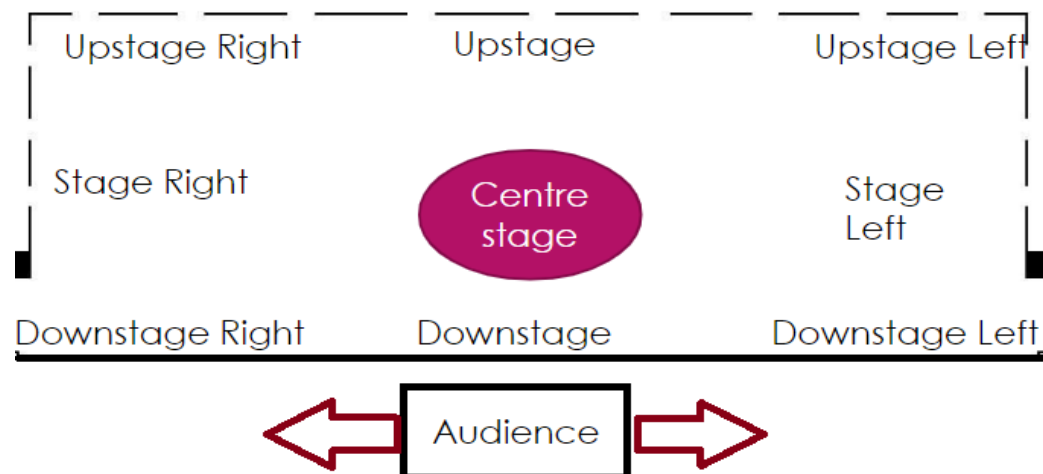 Upstage Right Upstage Upstage Left
Stage Right
Centre
stage
Stage
Left
Downstage Right Downstage Downstage Left
Audience